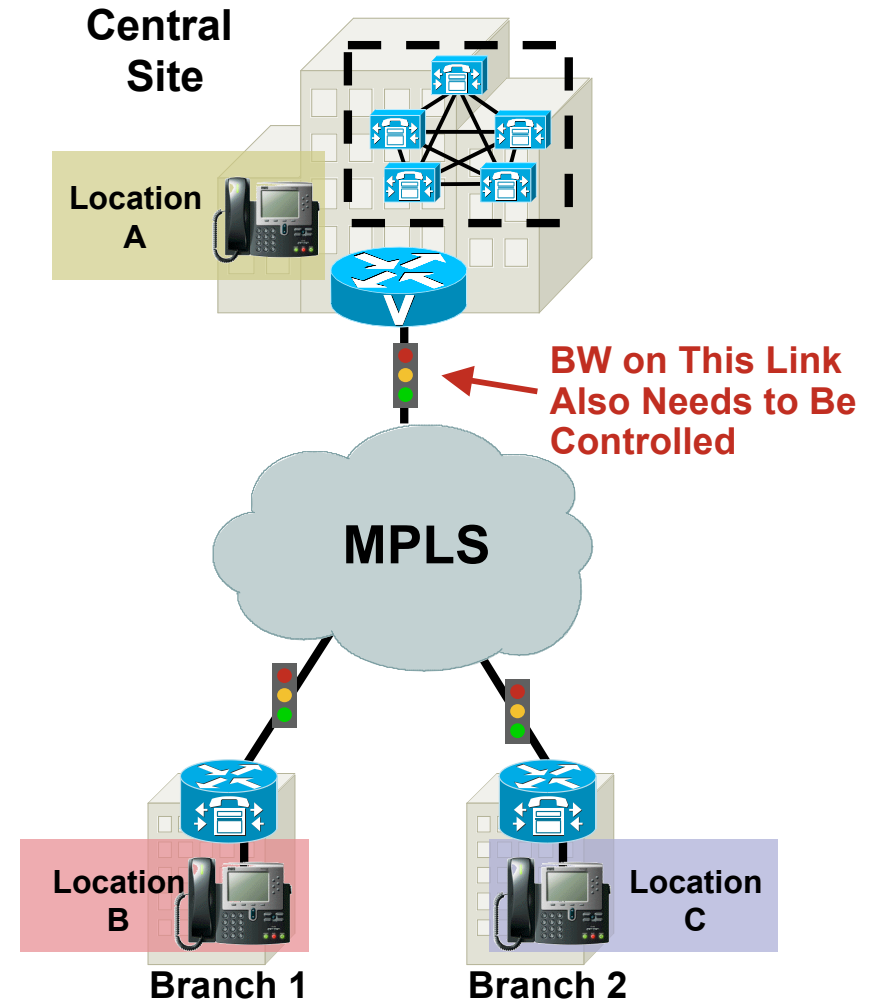 Central
Site
Location
A
V
BW on This Link
Also Needs to Be
Controlled
MPLS
Location
B
Location
C
Branch 1
Branch 2